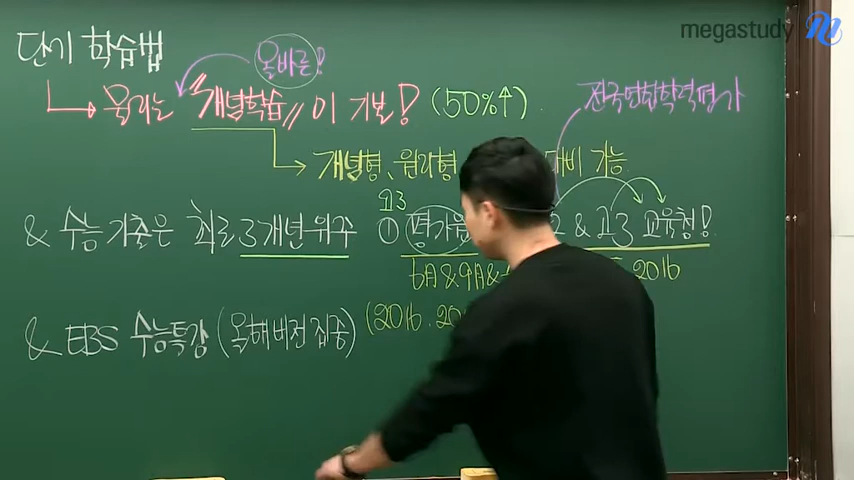 megastudy
단기 학습법
올바른!
물리는 "개념학습"이 기본! (50%↑)
전국연합학력평가
개념형、원리형 대비 가능
고3
& 수능 기출은 최근 3개년 위주 ① 평가원 2 & 고3 교육청!
6月 & 9月 & 2016
& EBS 수능특강 (올해 버전 집중) (2016. 20